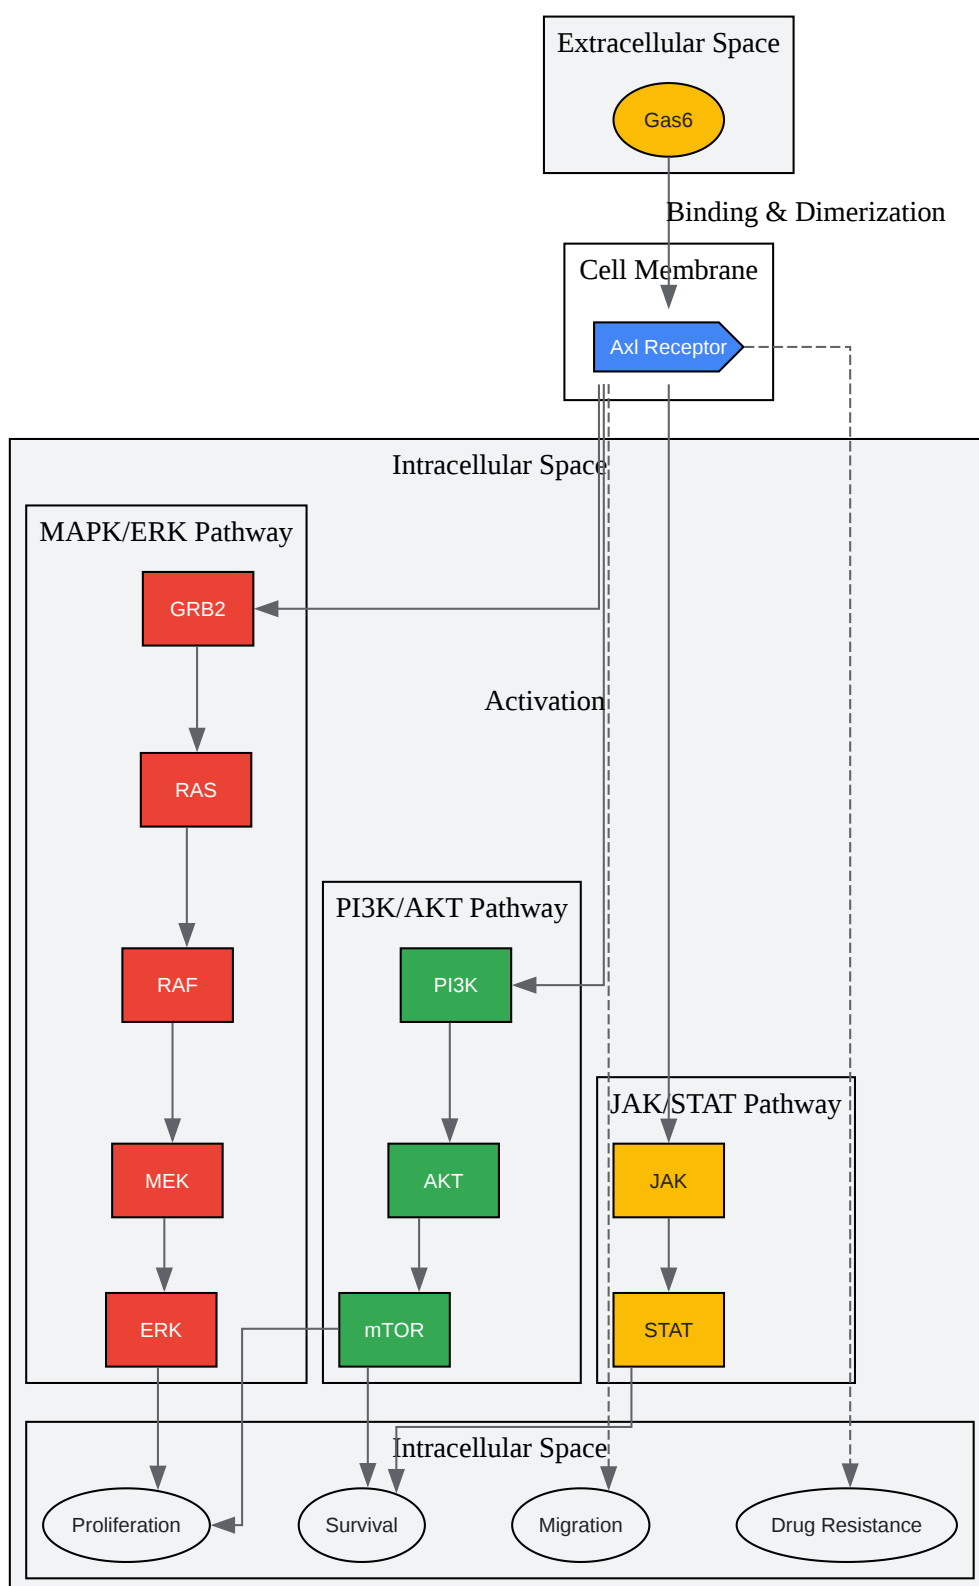 Extracellular Space
Gas6
Binding & Dimerization
Cell Membrane
Axl Receptor
Intracellular Space
MAPK/ERK Pathway
GRB2
Activation
RAS
PI3K/AKT Pathway
RAF
PI3K
JAK/STAT Pathway
MEK
AKT
JAK
ERK
mTOR
STAT
Intracellular Space
Proliferation
Survival
Migration
Drug Resistance